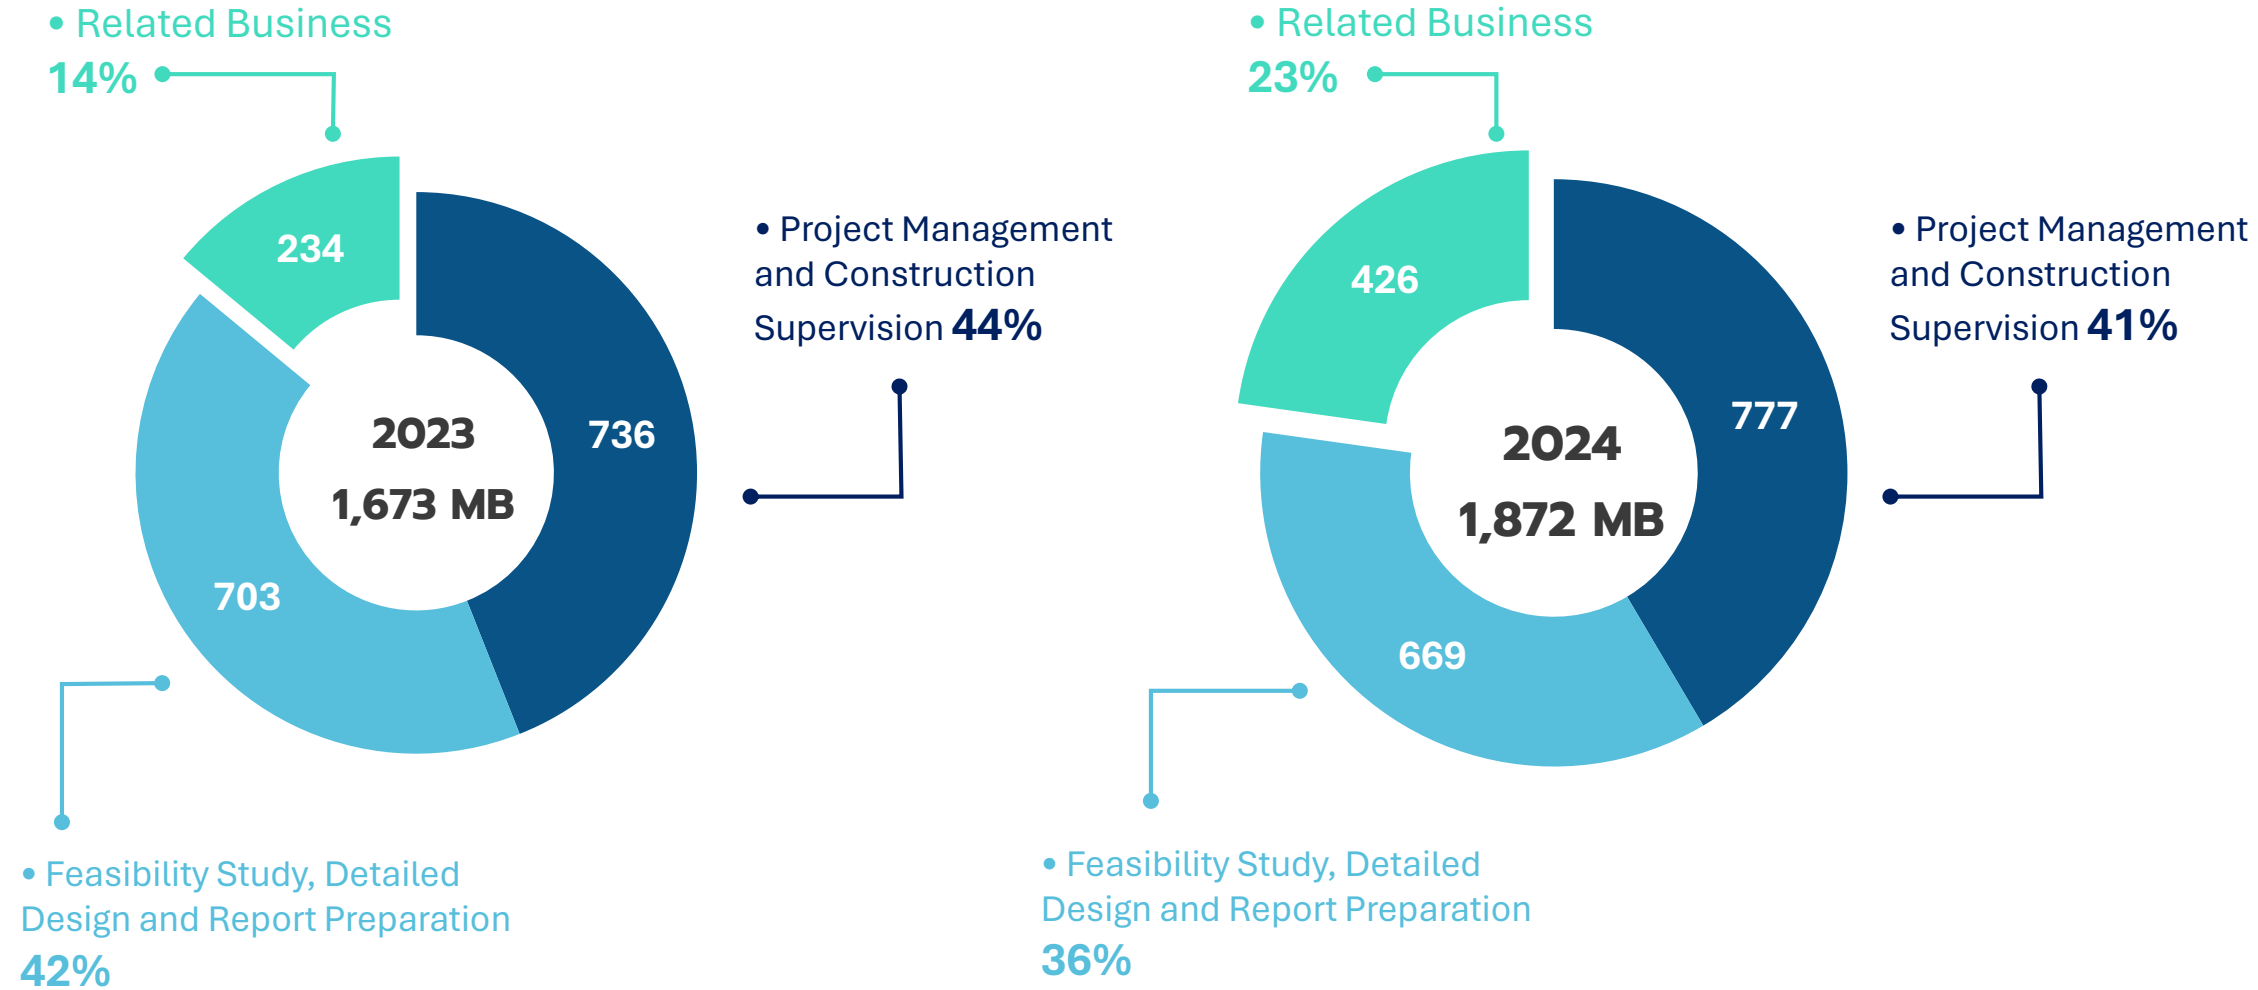 • Related Business
14%
234
736
703
2023
1,673 MB
• Project Management
and Construction
Supervision 44%
• Feasibility Study, Detailed
Design and Report Preparation
42%
• Related Business
23%
426
777
669
2024
1,872 MB
• Project Management
and Construction
Supervision 41%
• Feasibility Study, Detailed
Design and Report Preparation
36%